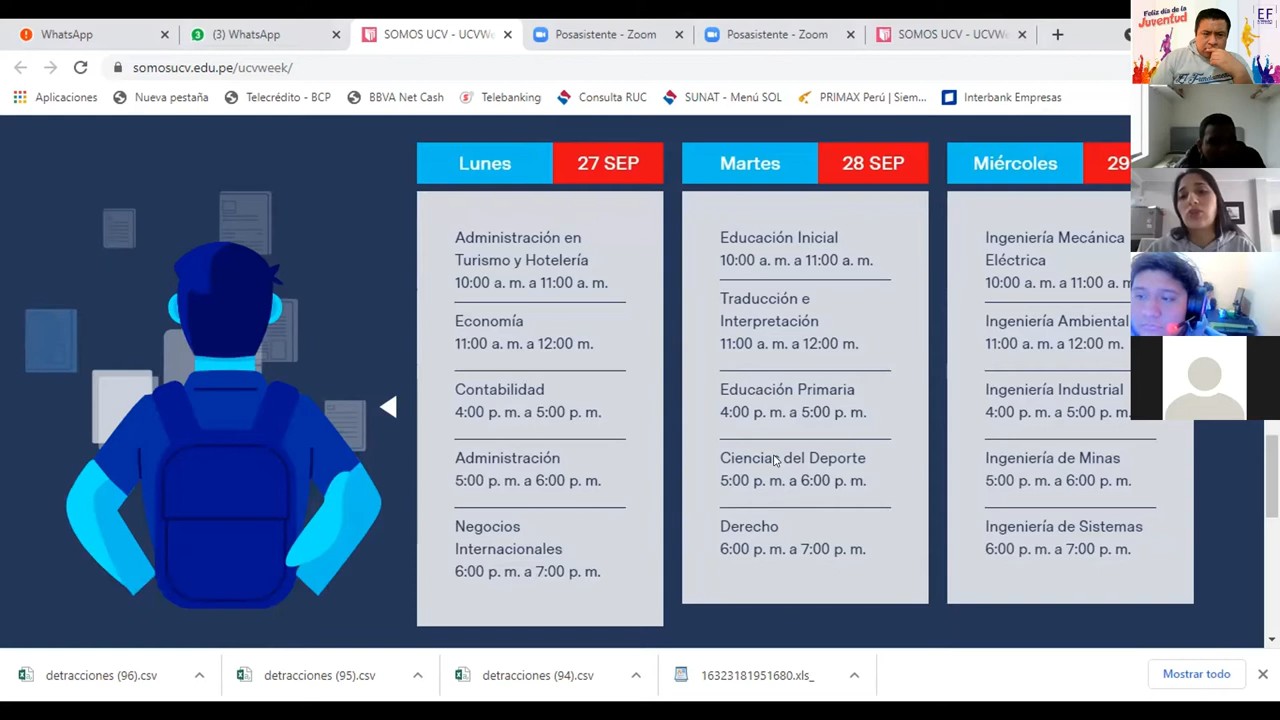 WhatsApp
(3) WhatsApp
SOMOS UCV - UCVWe
Posasistente - Zoom
Posasistente - Zoom
SOMOS UCV - UCVW
somosucv.edu.pe/ucvweek/
Aplicaciones
Nueva pestaña
Telecrédito - BCP
BBVA Net Cash
Telebanking
Consulta RUC
SUNAT - Menú SOL
PRIMAX Perú | Siem...
Interbank Empresas
Feliz día de la
Juventud
EF
Lunes
27 SEP
Administración en
Turismo y Hotelería
10:00 a. m. a 11:00 a. m.
Economía
11:00 a. m. a 12:00 m.
Contabilidad
4:00 p. m. a 5:00 p. m.
Administración
5:00 p. m. a 6:00 p. m.
Negocios
Internacionales
6:00 p. m. a 7:00 p. m.
Martes
28 SEP
Educación Inicial
10:00 a. m. a 11:00 a. m.
Traducción e
Interpretación
11:00 a. m. a 12:00 m.
Educación Primaria
4:00 p. m. a 5:00 p. m.
Ciencias del Deporte
5:00 p. m. a 6:00 p. m.
Derecho
6:00 p. m. a 7:00 p. m.
Miércoles
29
Ingeniería Mecánica
Eléctrica
10:00 a. m. a 11:00 a. m.
Ingeniería Ambiental
11:00 a. m. a 12:00 m.
Ingeniería Industrial
4:00 p. m. a 5:00 p. m.
Ingeniería de Minas
5:00 p. m. a 6:00 p. m.
Ingeniería de Sistemas
6:00 p. m. a 7:00 p. m.
detracciones (96).csv
detracciones (95).csv
detracciones (94).csv
16323181951680.xls_
Mostrar todo